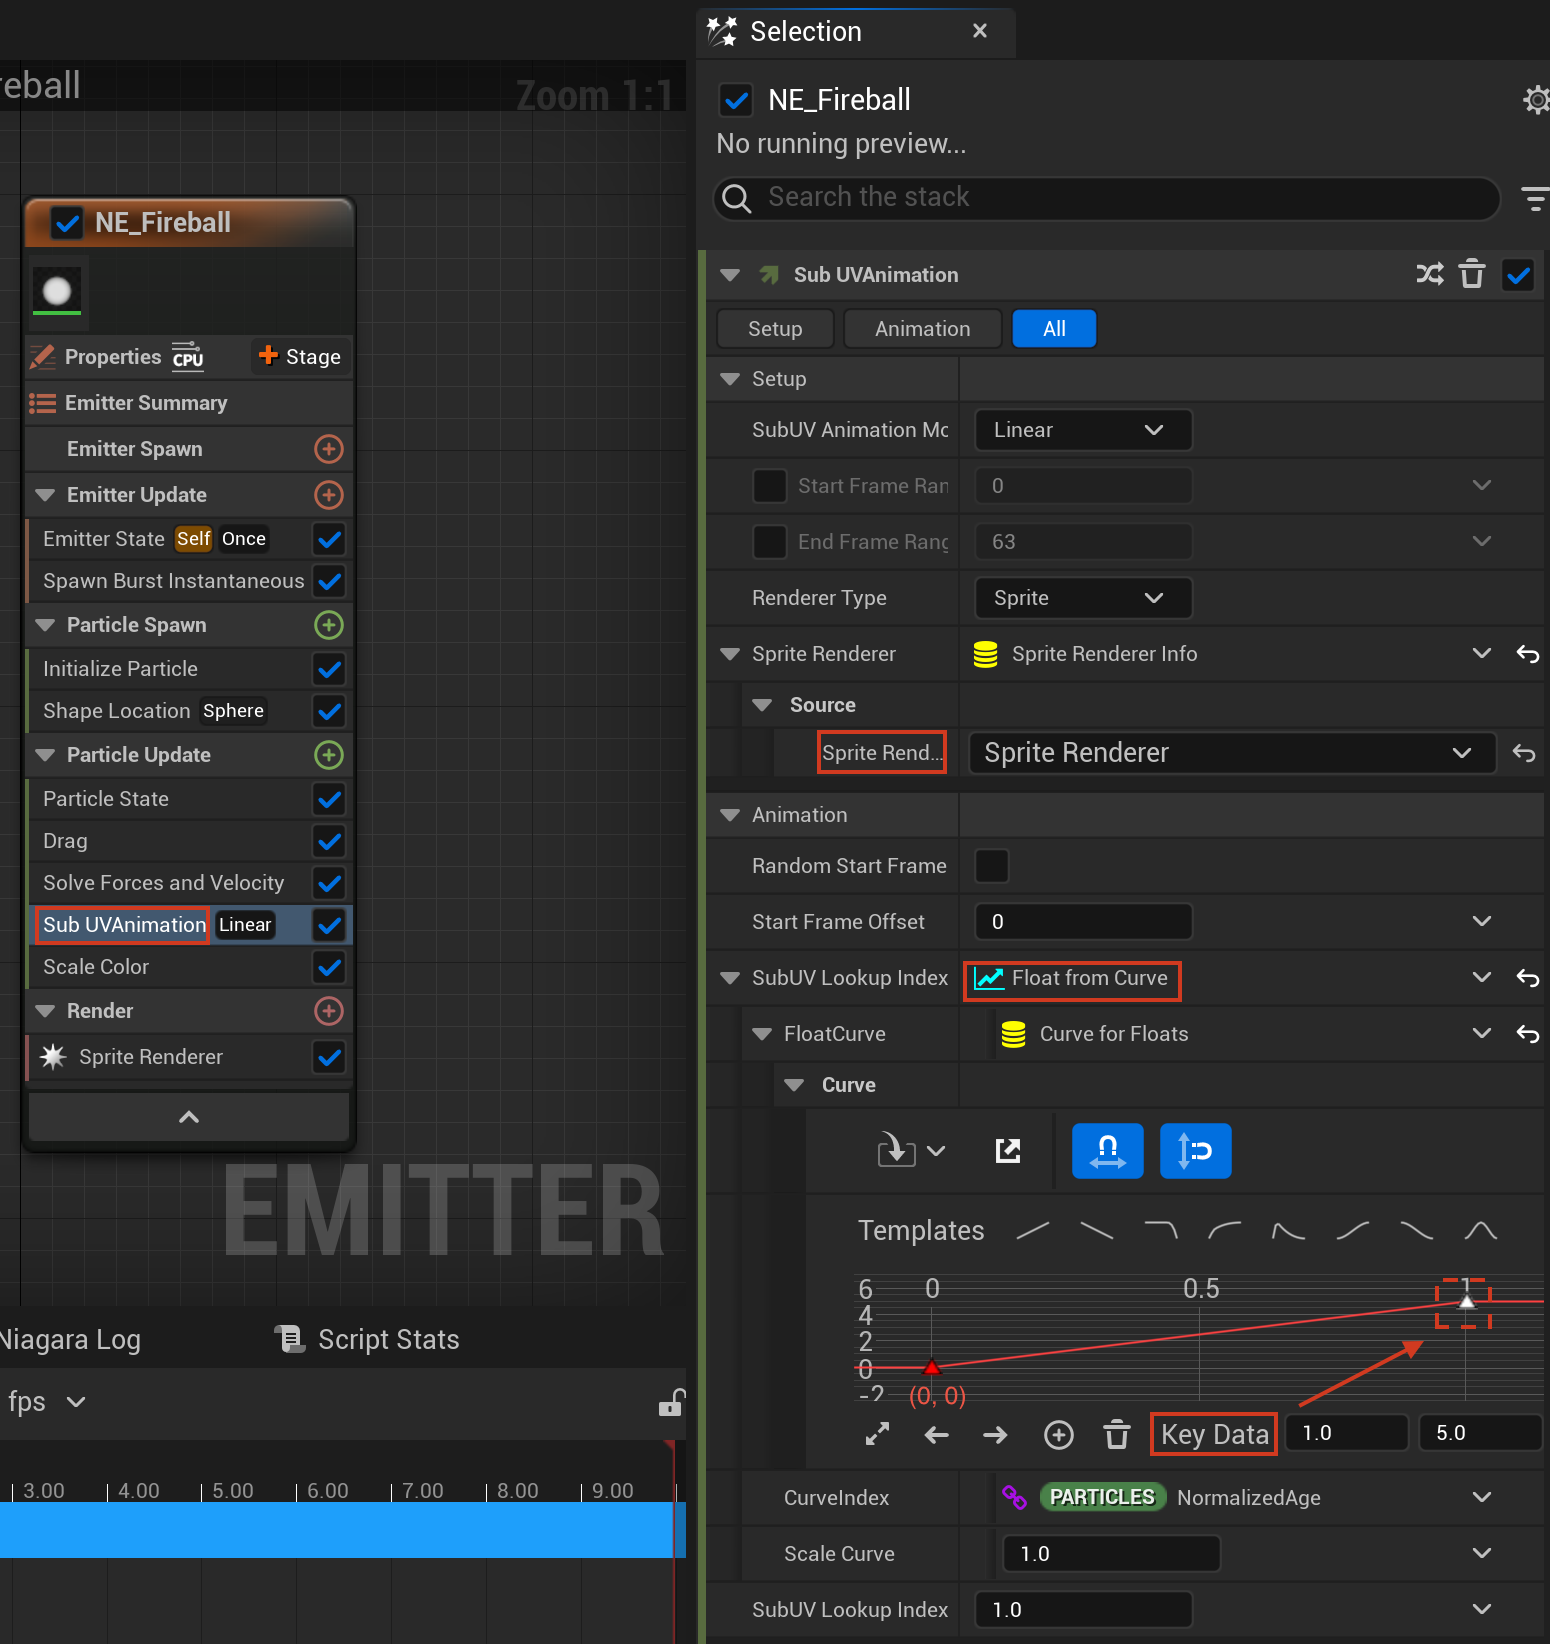 Selection
reball
Zoom 1:1
NE_Fireball
No running preview...
Search the stack
NE_Fireball
Properties CPU Stage
Emitter Summary
Emitter Spawn
Emitter Update
Emitter State Self Once
Spawn Burst Instantaneous
Particle Spawn
Initialize Particle
Shape Location Sphere
Particle Update
Particle State
Drag
Solve Forces and Velocity
Sub UVAnimation Linear
Scale Color
Render
Sprite Renderer
EMITTER
Sub UVAnimation
Setup Animation All
Setup
SubUV Animation Mo Linear
Start Frame Ran 0
End Frame Rang 63
Renderer Type Sprite
Sprite Renderer Sprite Renderer Info
Source
Sprite Rend... Sprite Renderer
Animation
Random Start Frame
Start Frame Offset 0
SubUV Lookup Index Float from Curve
FloatCurve Curve for Floats
Curve
Templates
6 0 0.5 1
4
2
0
-2 (0, 0)
Key Data 1.0 5.0
CurveIndex PARTICLES NormalizedAge
Scale Curve 1.0
SubUV Lookup Index 1.0
Niagara Log Script Stats
fps
3.00 4.00 5.00 6.00 7.00 8.00 9.00